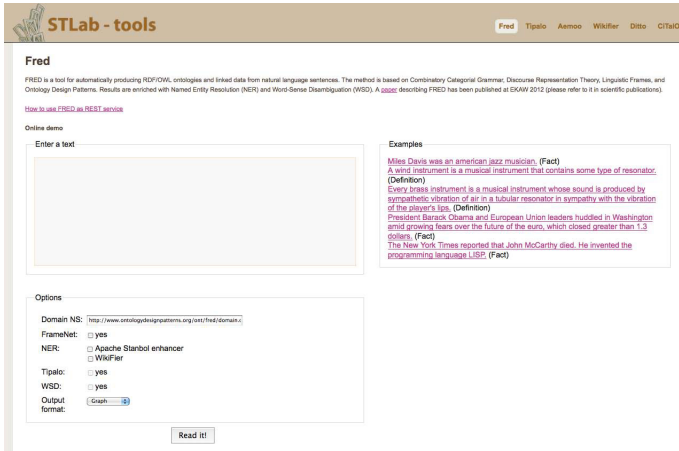 STLab - tools
Fred Tipalo Aemoo Wikifier Ditto CiTalO
Fred
FRED is a tool for automatically producing RDF/OWL ontologies and linked data from natural language sentences. The method is based on Combinatory Categorial Grammar, Discourse Representation Theory, Linguistic Frames, and
Ontology Design Patterns. Results are enriched with Named Entity Resolution (NER) and Word-Sense Disambiguation (WSD). A paper describing FRED has been published at EKAW 2012 (please refer to it in scientific publications).
How to use FRED as REST service
Online demo
Enter a text
Examples
Miles Davis was an american jazz musician. (Fact)
A wind instrument is a musical instrument that contains some type of resonator.
(Definition)
Every brass instrument is a musical instrument whose sound is produced by
sympathetic vibration of air in a tubular resonator in sympathy with the vibration
of the player's lips. (Definition)
President Barack Obama and European Union leaders huddled in Washington
amid growing fears over the future of the euro, which closed greater than 1.3
dollars. (Fact)
The New York Times reported that John McCarthy died. He invented the
programming language LISP. (Fact)
Options
Domain NS: http://www.ontologydesignpatterns.org/ont/fred/domain.c
FrameNet: yes
NER: Apache Stanbol enhancer
WikiFier
Tipalo: yes
WSD: yes
Output Graph
format:
Read it!